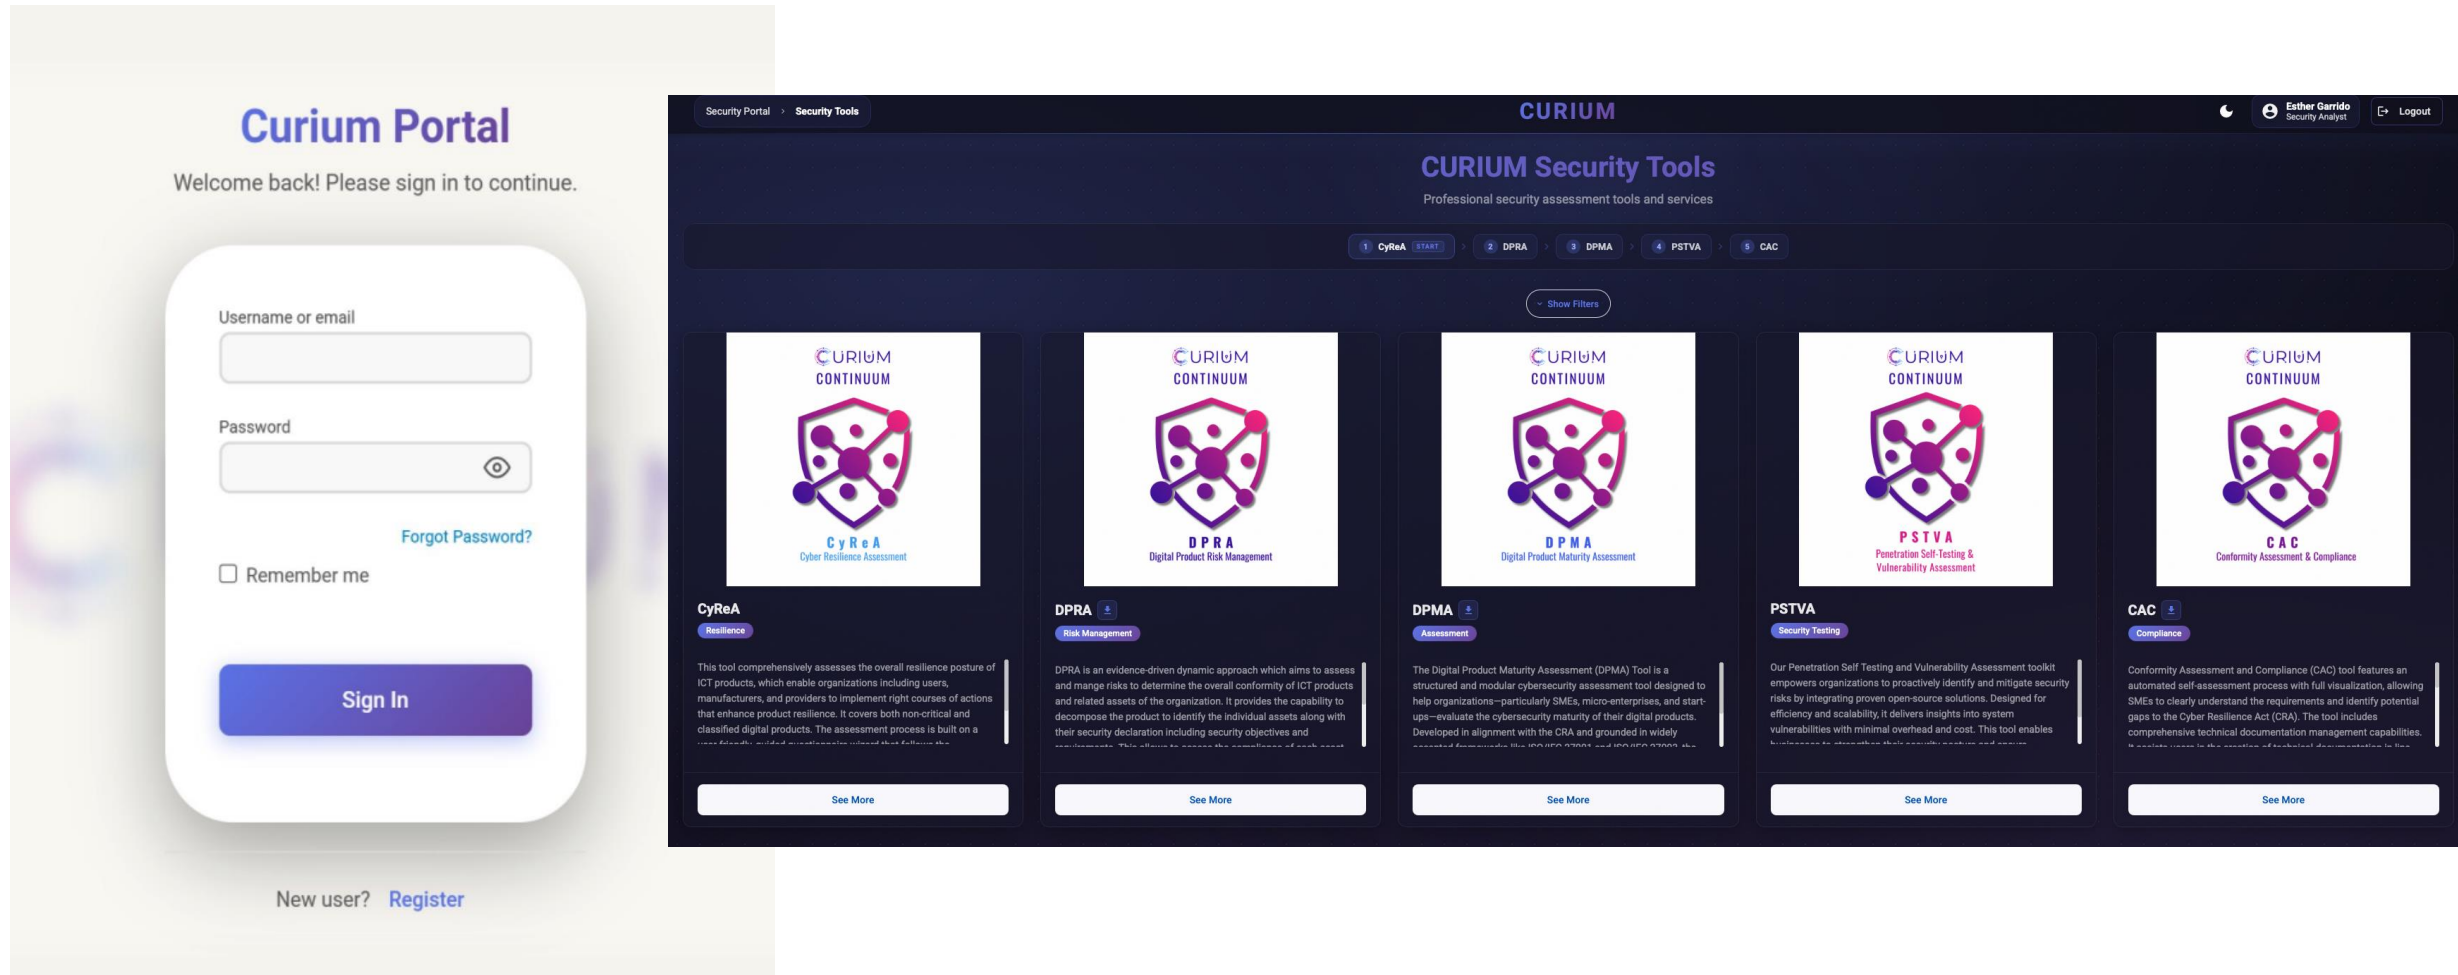 Curium Portal
Welcome back! Please sign in to continue.
Username or email
Password
Forgot Password?
Remember me
Sign In
New user? Register
Security Portal > Security Tools
CURIUM
Esther Garrido
Security Analyst
Logout
CURIUM Security Tools
Professional security assessment tools and services
1 CyReA START > 2 DPRA > 3 DPMA > 4 PSTVA > 5 CAC
Show Filters
CURIUM
CONTINUUM
CyReA
Cyber Resilience Assessment
CyReA
Resilience
This tool comprehensively assesses the overall resilience posture of
ICT products, which enable organizations including users,
manufacturers, and providers to implement right courses of actions
that enhance product resilience. It covers both non-critical and
classified digital products. The assessment process is built on a
See More
CURIUM
CONTINUUM
DPRA
Digital Product Risk Management
DPRA
Risk Management
DPRA is an evidence-driven dynamic approach which aims to assess
and mange risks to determine the overall conformity of ICT products
and related assets of the organization. It provides the capability to
decompose the product to identify the individual assets along with
their security declaration including security objectives and
See More
CURIUM
CONTINUUM
DPMA
Digital Product Maturity Assessment
DPMA
Assessment
The Digital Product Maturity Assessment (DPMA) Tool is a
structured and modular cybersecurity assessment tool designed to
help organizations—particularly SMEs, micro-enterprises, and start-
ups—evaluate the cybersecurity maturity of their digital products.
Developed in alignment with the CRA and grounded in widely
See More
CURIUM
CONTINUUM
PSTVA
Penetration Self-Testing &
Vulnerability Assessment
PSTVA
Security Testing
Our Penetration Self Testing and Vulnerability Assessment toolkit
empowers organizations to proactively identify and mitigate security
risks by integrating proven open-source solutions. Designed for
efficiency and scalability, it delivers insights into system
vulnerabilities with minimal overhead and cost. This tool enables
See More
CURIUM
CONTINUUM
CAC
Conformity Assessment & Compliance
CAC
Compliance
Conformity Assessment and Compliance (CAC) tool features an
automated self-assessment process with full visualization, allowing
SMEs to clearly understand the requirements and identify potential
gaps to the Cyber Resilience Act (CRA). The tool includes
comprehensive technical documentation management capabilities.
See More